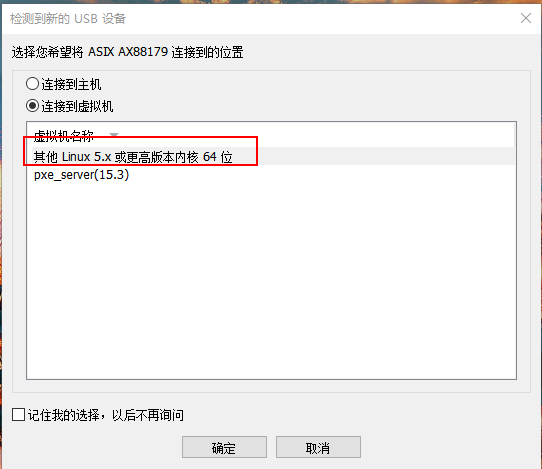 检测到新的 USB 设备
选择您希望将 ASIX AX88179 连接到的位置
连接到主机
连接到虚拟机
虚拟机名称
其他 Linux 5.x 或更高版本内核 64 位
pxe_server(15.3)
记住我的选择，以后不再询问
确定
取消